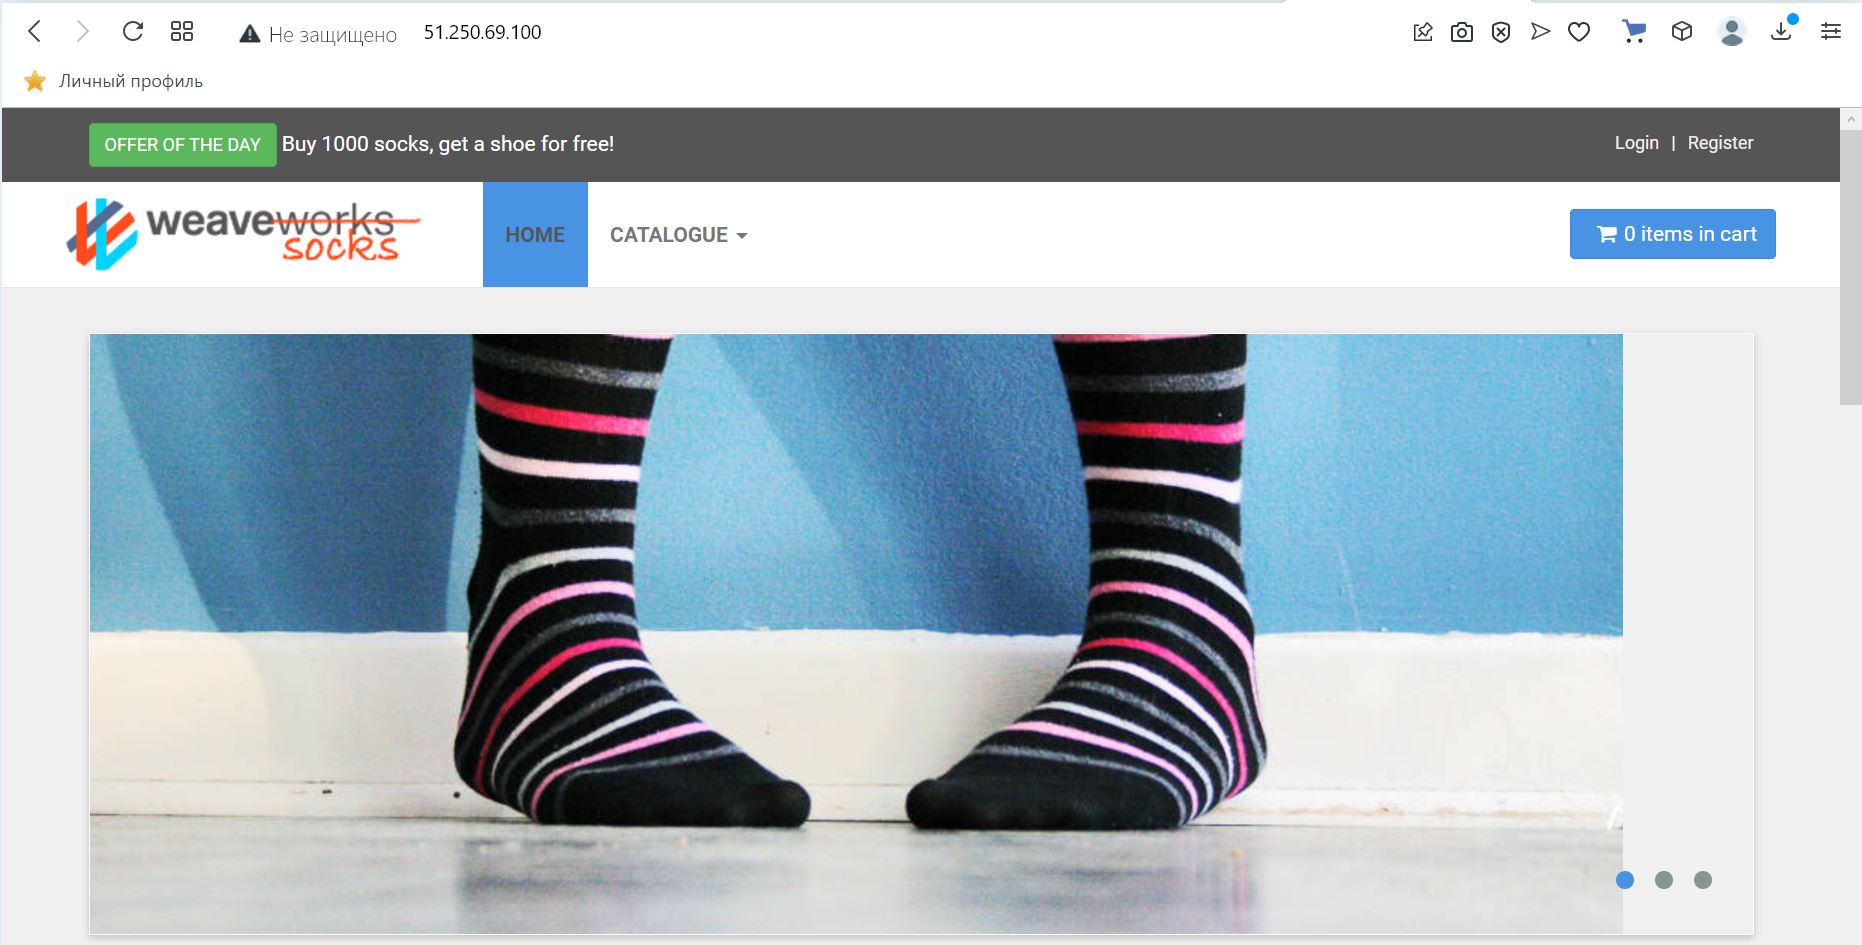 Не защищено 51.250.69.100
Личный профиль
OFFER OF THE DAY Buy 1000 socks, get a shoe for free!
Login | Register
weaveworks
socks
HOME CATALOGUE
0 items in cart